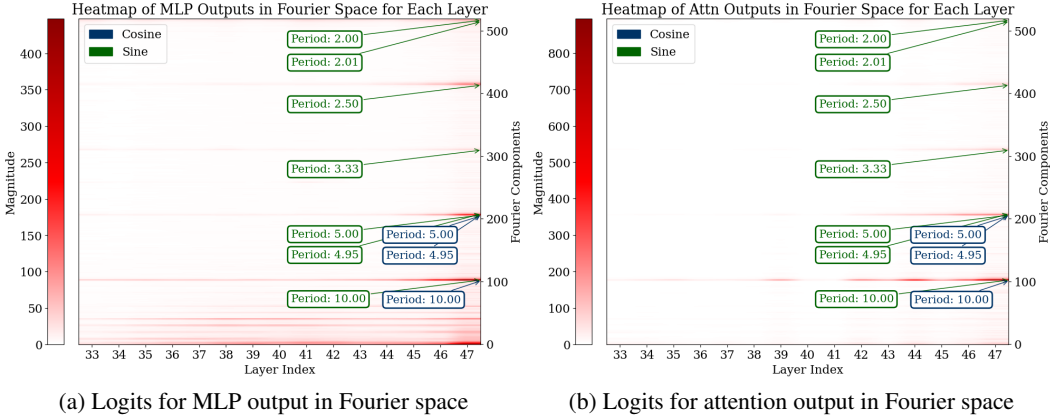 Heatmap of MLP Outputs in Fourier Space for Each Layer
Cosine
Sine
Period: 2.00
Period: 2.01
Period: 2.50
Period: 3.33
Period: 5.00
Period: 5.00
Period: 4.95
Period: 4.95
Period: 10.00
Period: 10.00
Magnitude
400
350
300
250
200
150
100
50
0
Fourier Components
500
400
300
200
100
0
33 34 35 36 37 38 39 40 41 42 43 44 45 46 47
Layer Index
(a) Logits for MLP output in Fourier space
Heatmap of Attn Outputs in Fourier Space for Each Layer
Cosine
Sine
Period: 2.00
Period: 2.01
Period: 2.50
Period: 3.33
Period: 5.00
Period: 5.00
Period: 4.95
Period: 4.95
Period: 10.00
Period: 10.00
Magnitude
800
700
600
500
400
300
200
100
0
Fourier Components
500
400
300
200
100
0
33 34 35 36 37 38 39 40 41 42 43 44 45 46 47
Layer Index
(b) Logits for attention output in Fourier space